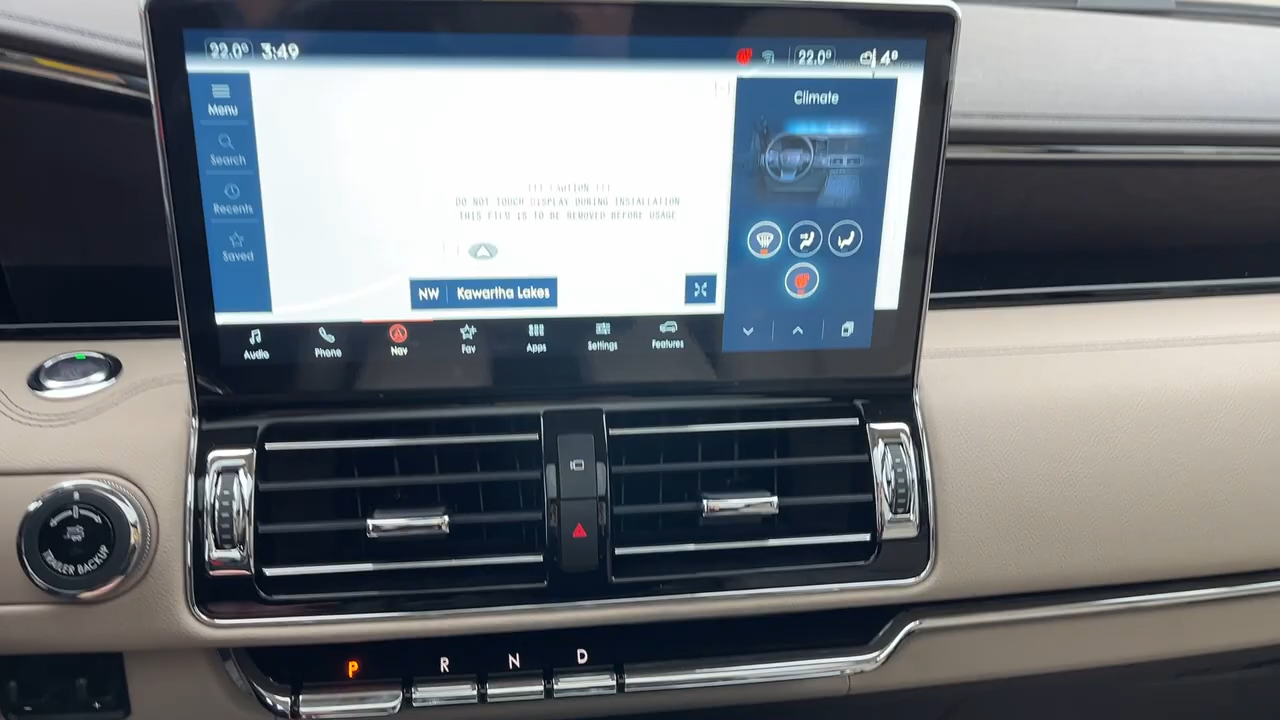 22.0° 3:49 22.0° 4°
Menu
Search
Recents
Saved
Climate
!!! CAUTION !!!
DO NOT TOUCH DISPLAY DURING INSTALLATION
THIS FILM IS TO BE REMOVED BEFORE USAGE
NW Kawartha Lakes
Audio Phone Nav Fav Apps Settings Features
TRAILER BACKUP
P R N D